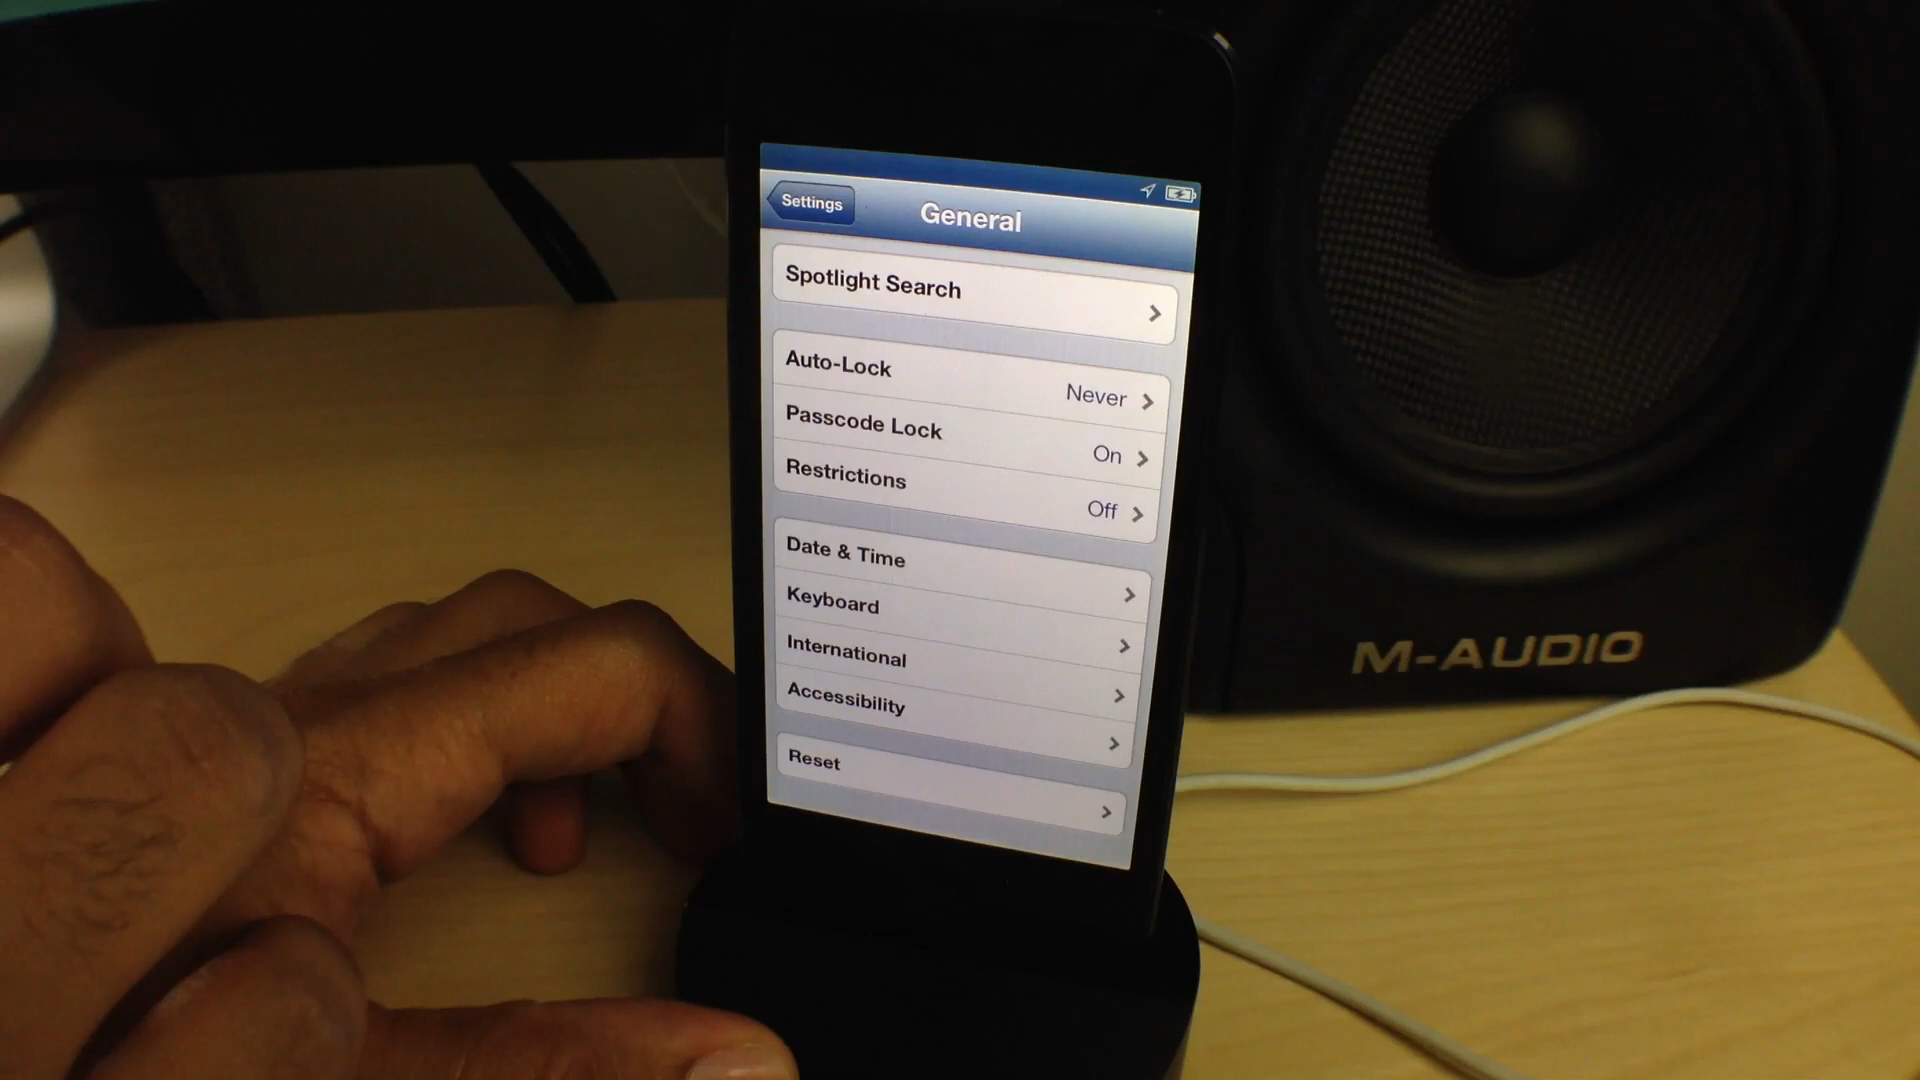 Settings
General
Spotlight Search
Auto-Lock Never
Passcode Lock On
Restrictions Off
Date & Time
Keyboard
International
Accessibility
Reset
M-AUDIO